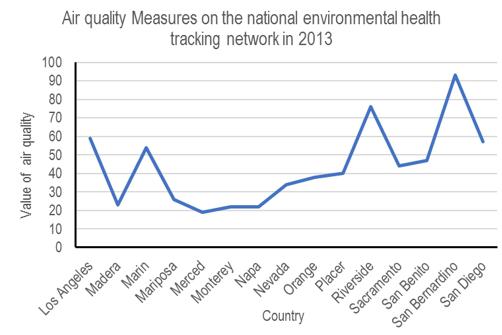 Air quality Measures on the national environmental health
tracking network in 2013
Value of air quality
100
90
80
70
60
50
40
30
20
10
0
Los Angeles
Madera
Marin
Mariposa
Merced
Monterey
Napa
Nevada
Orange
Placer
Riverside
Sacramento
San Benito
San Bernardino
San Diego
Country